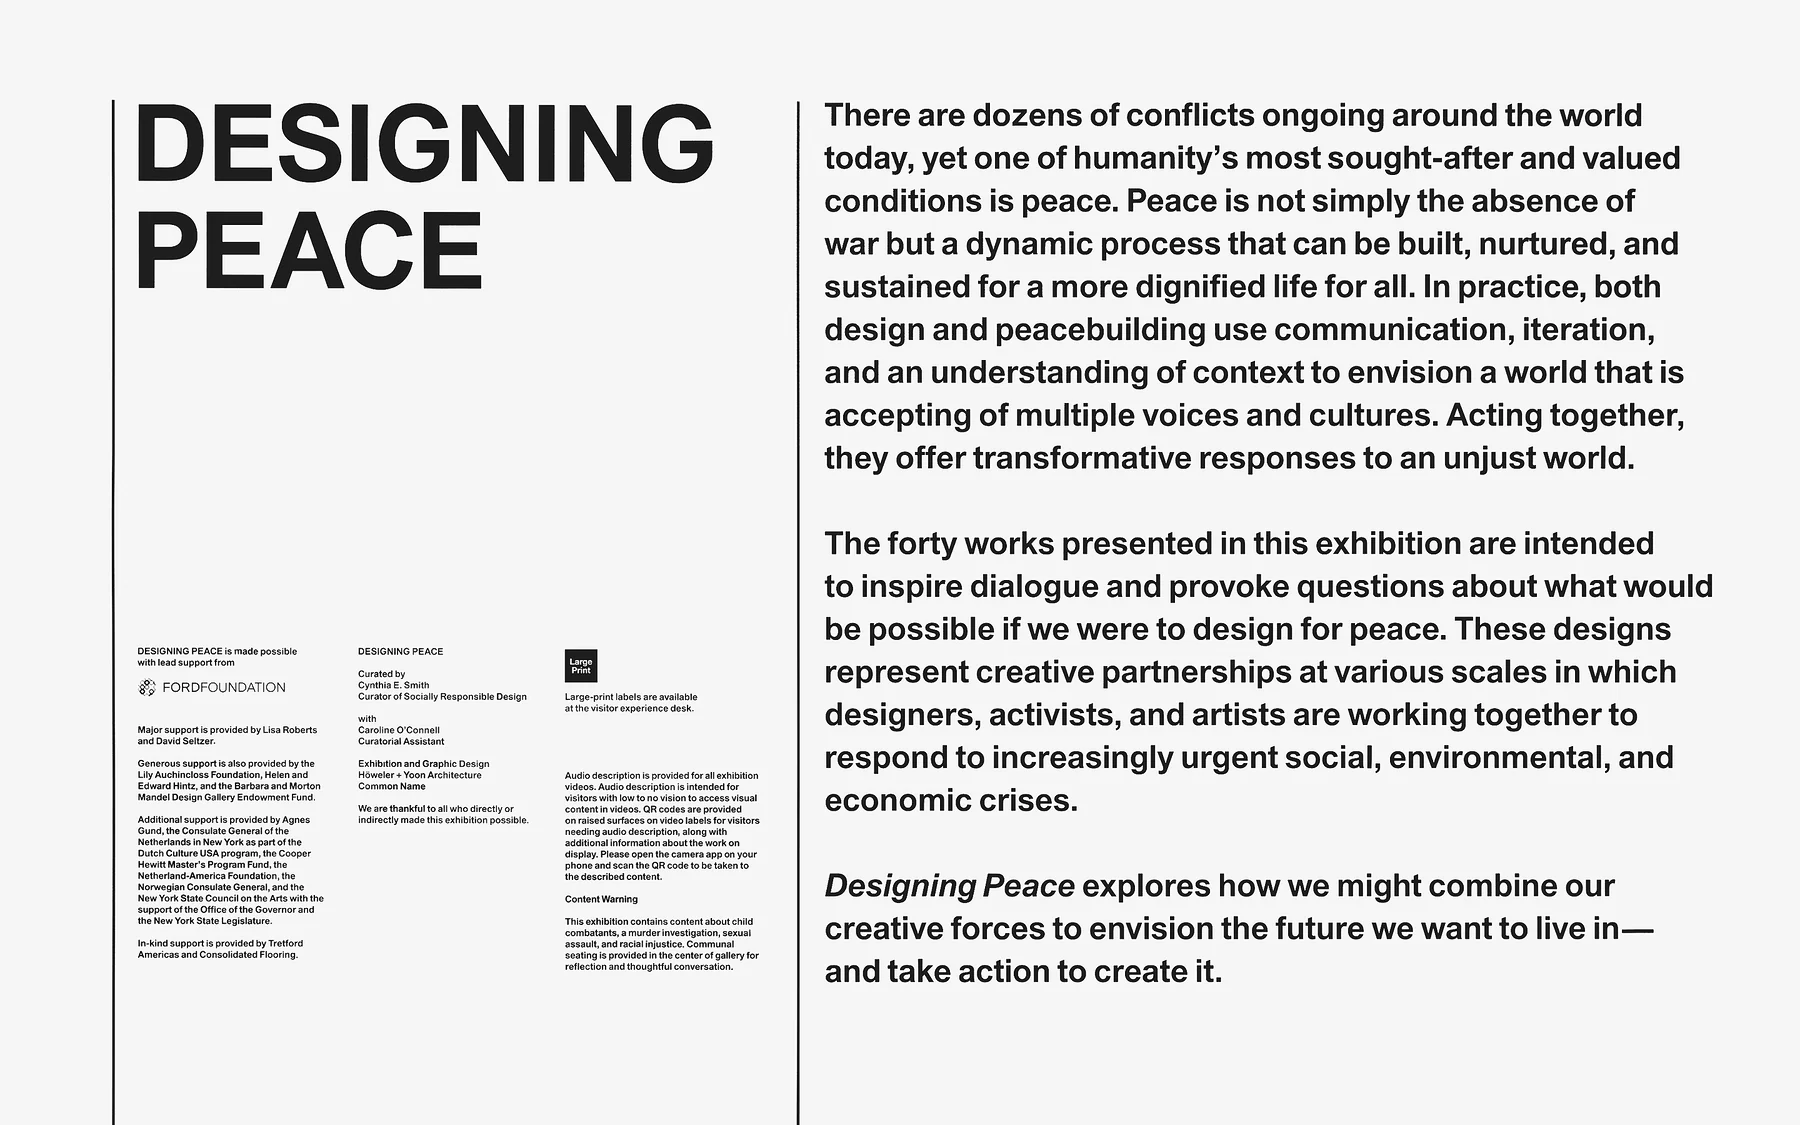 DESIGNING
PEACE
DESIGNING PEACE is made possible
with lead support from
FORDFOUNDATION
Major support is provided by Lisa Roberts
and David Seltzer.
Generous support is also provided by the
Lily Auchincloss Foundation, Helen and
Edward Hintz, and the Barbara and Morton
Mandel Design Gallery Endowment Fund.
Additional support is provided by Agnes
Gund, the Consulate General of the
Netherlands in New York as part of the
Dutch Culture USA program, the Cooper
Hewitt Master's Program Fund, the
Netherland-America Foundation, the
Norwegian Consulate General, and the
New York State Council on the Arts with the
support of the Office of the Governor and
the New York State Legislature.
In-kind support is provided by Tretford
Americas and Consolidated Flooring.
DESIGNING PEACE
Curated by
Cynthia E. Smith
Curator of Socially Responsible Design
with
Caroline O'Connell
Curatorial Assistant
Exhibition and Graphic Design
Höweler + Yoon Architecture
Common Name
We are thankful to all who directly or
indirectly made this exhibition possible.
Large
Print
Large-print labels are available
at the visitor experience desk.
Audio description is provided for all exhibition
videos. Audio description is intended for
visitors with low to no vision to access visual
content in videos. QR codes are provided
on raised surfaces on video labels for visitors
needing audio description, along with
additional information about the work on
display. Please open the camera app on your
phone and scan the QR code to be taken to
the described content.
Content Warning
This exhibition contains content about child
combatants, a murder investigation, sexual
assault, and racial injustice. Communal
seating is provided in the center of gallery for
reflection and thoughtful conversation.
There are dozens of conflicts ongoing around the world
today, yet one of humanity’s most sought-after and valued
conditions is peace. Peace is not simply the absence of
war but a dynamic process that can be built, nurtured, and
sustained for a more dignified life for all. In practice, both
design and peacebuilding use communication, iteration,
and an understanding of context to envision a world that is
accepting of multiple voices and cultures. Acting together,
they offer transformative responses to an unjust world.
The forty works presented in this exhibition are intended
to inspire dialogue and provoke questions about what would
be possible if we were to design for peace. These designs
represent creative partnerships at various scales in which
designers, activists, and artists are working together to
respond to increasingly urgent social, environmental, and
economic crises.
Designing Peace explores how we might combine our
creative forces to envision the future we want to live in—
and take action to create it.